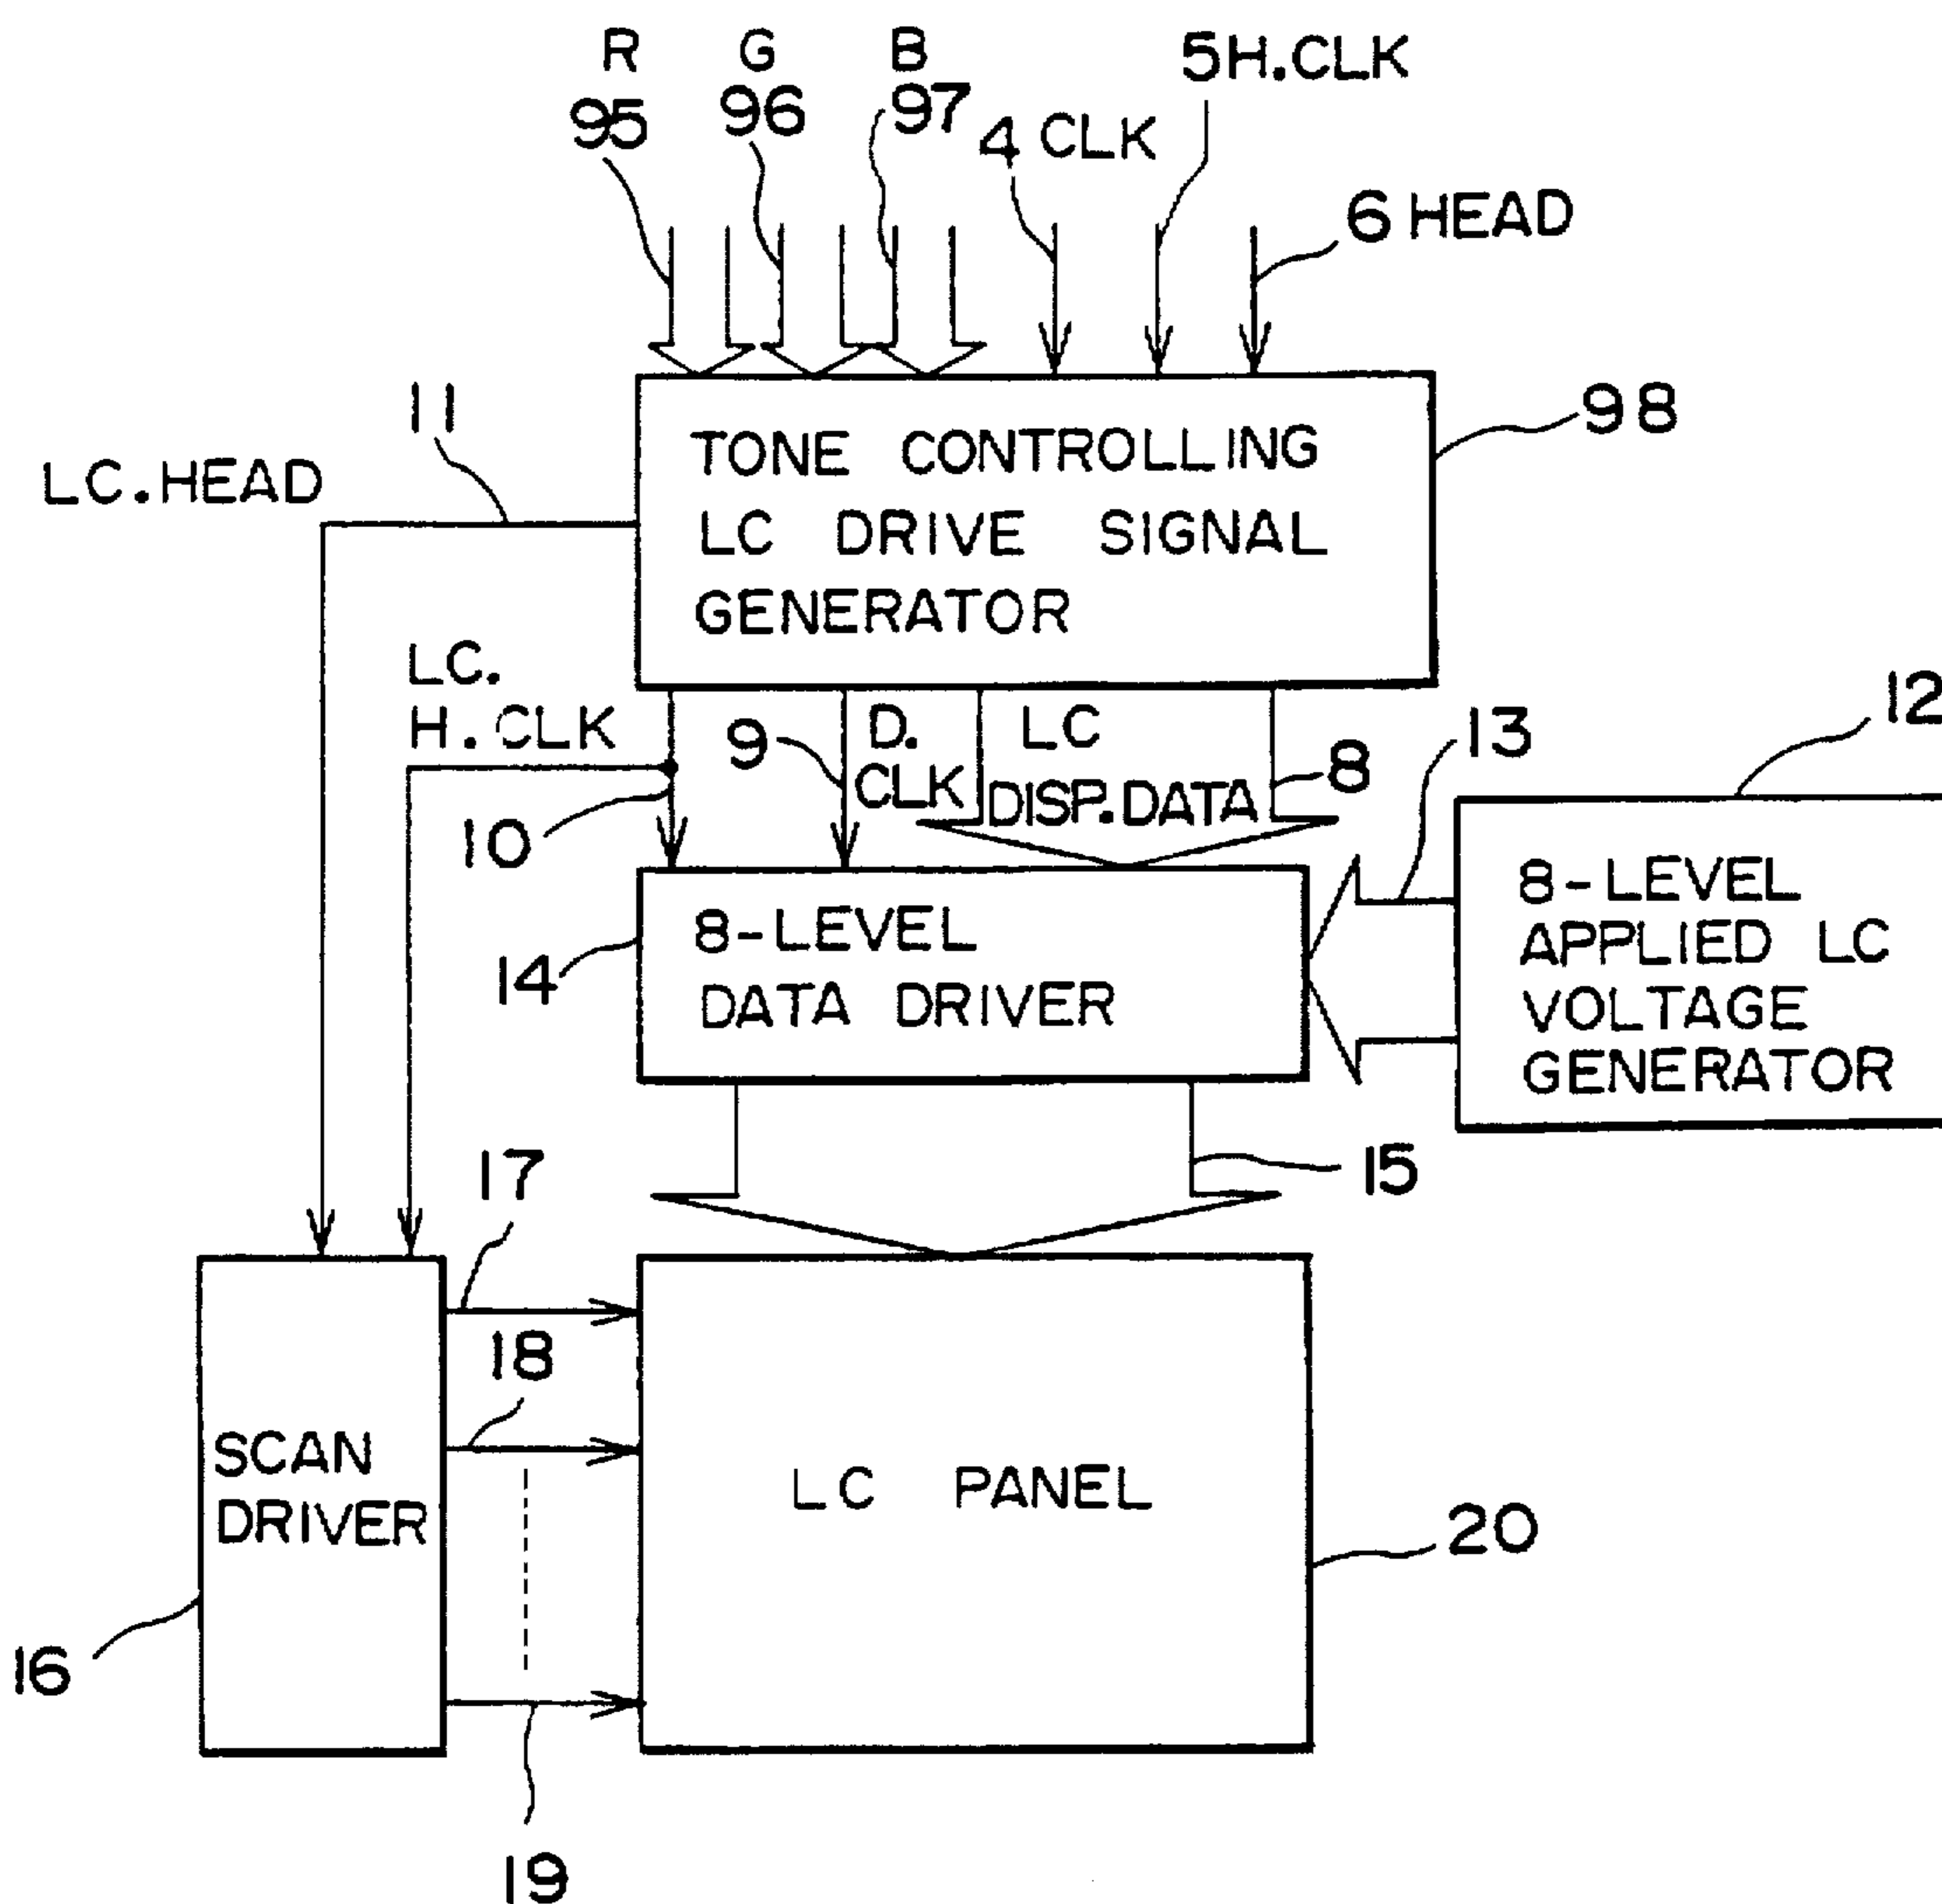 R G B
95 96 97
5H.CLK
4 CLK
6 HEAD
98
11
LC.HEAD
TONE CONTROLLING
LC DRIVE SIGNAL
GENERATOR
LC.
H.CLK
10
9
D.
CLK
LC
DISP.DATA
8
13
12
8-LEVEL
DATA DRIVER
14
8-LEVEL
APPLIED LC
VOLTAGE
GENERATOR
15
17
18
SCAN
DRIVER
16
LC PANEL
20
19